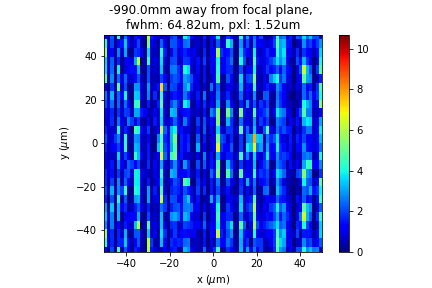 -990.0mm away from focal plane,
fwhm: 64.82um, pxl: 1.52um
40
20
0
−20
−40
y (μm)
−40 −20 0 20 40
x (μm)
10
8
6
4
2
0